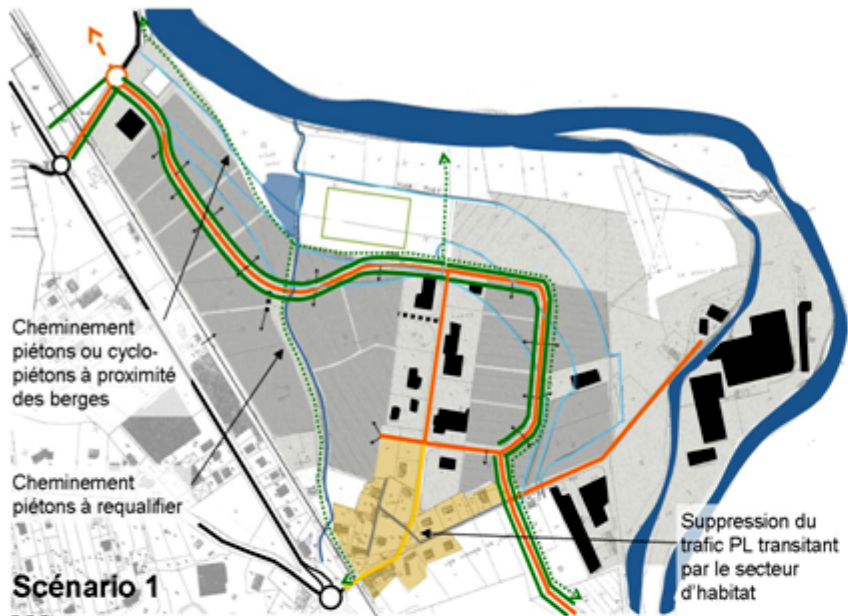 Cheminement
piétons ou cyclo-
piétons à proximité
des berges
Cheminement
piétons à requalifier
Suppression du
trafic PL transitant
par le secteur
d'habitat
Scénario 1